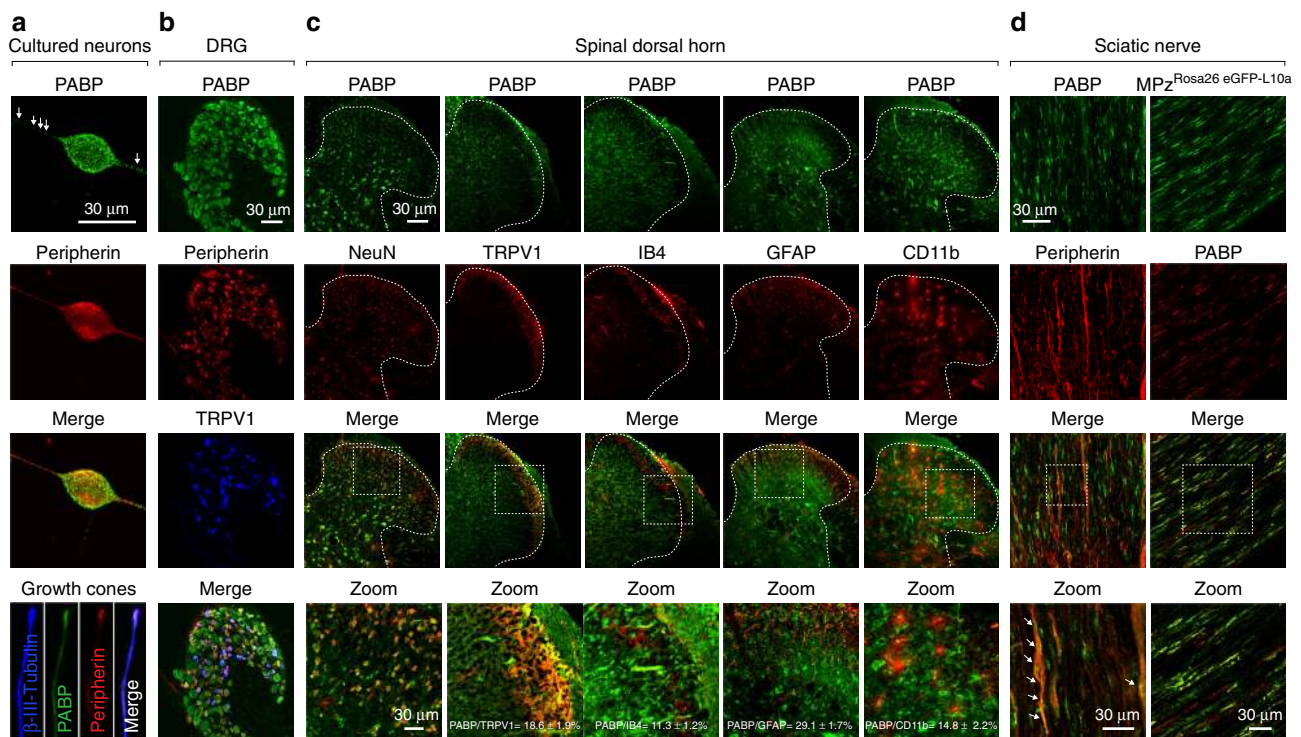 a b c d
Cultured neurons DRG Spinal dorsal horn Sciatic nerve
PABP PABP PABP PABP PABP PABP PABP PABP MPz^Rosa26 eGFP-L10a
30 μm 30 μm 30 μm 30 μm
Peripherin Peripherin NeuN TRPV1 IB4 GFAP CD11b Peripherin PABP
Merge TRPV1 Merge Merge Merge Merge Merge Merge Merge
Growth cones Merge Zoom Zoom Zoom Zoom Zoom Zoom Zoom
β-III-Tubulin
PABP
Peripherin
Merge
30 μm 30 μm 30 μm
PABP/TRPV1= 18.6 ± 1.9% PABP/IB4= 11.3 ± 1.2% PABP/GFAP= 29.1 ± 1.7% PABP/CD11b= 14.8 ± 2.2%